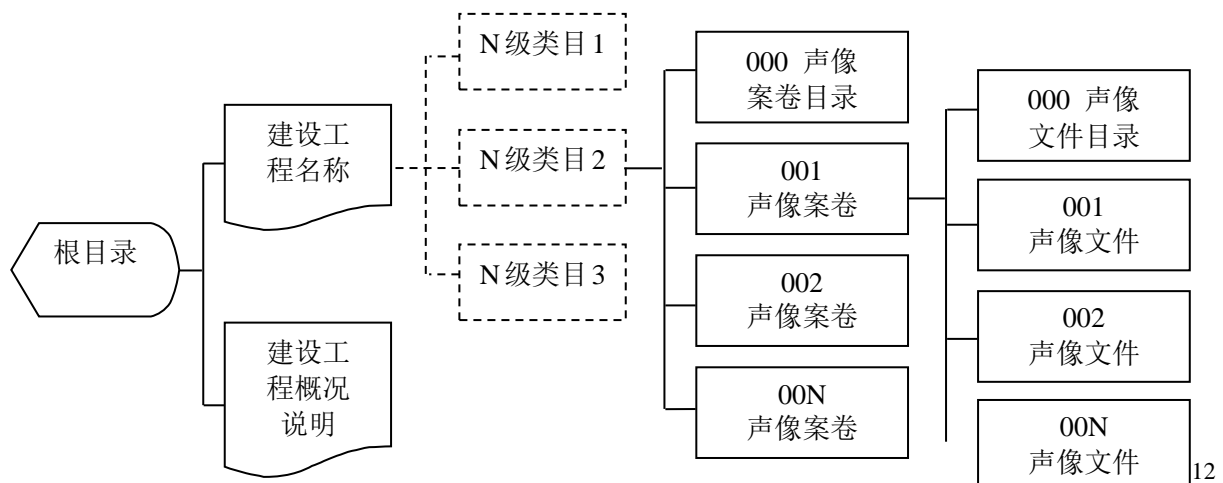 根目录
建设工
程名称
建设工
程概况
说明
N级类目1
N级类目2
N级类目3
000 声像
案卷目录
001
声像案卷
002
声像案卷
00N
声像案卷
000 声像
文件目录
001
声像文件
002
声像文件
00N
声像文件
12